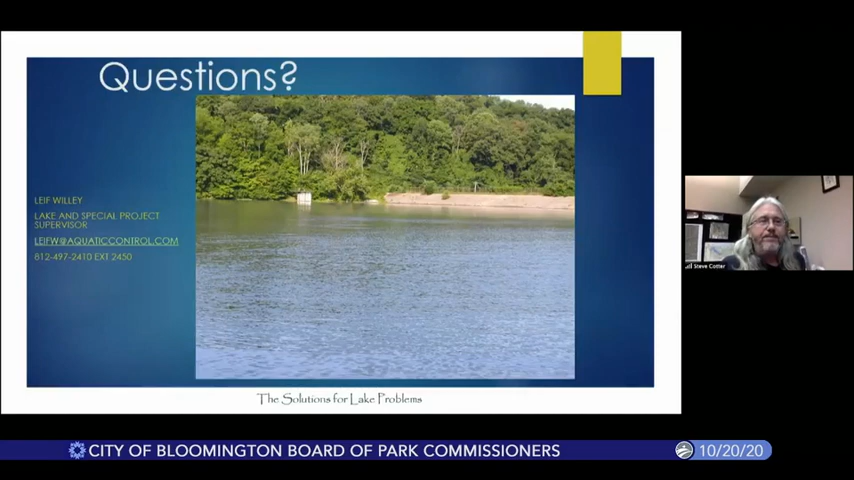 Questions?
LEIF WILLEY
LAKE AND SPECIAL PROJECT
SUPERVISOR
LEIFW@AQUATICCONTROL.COM
812-497-2410 EXT 2450
The Solutions for Lake Problems
Steve Cotter
CITY OF BLOOMINGTON BOARD OF PARK COMMISSIONERS
10/20/20